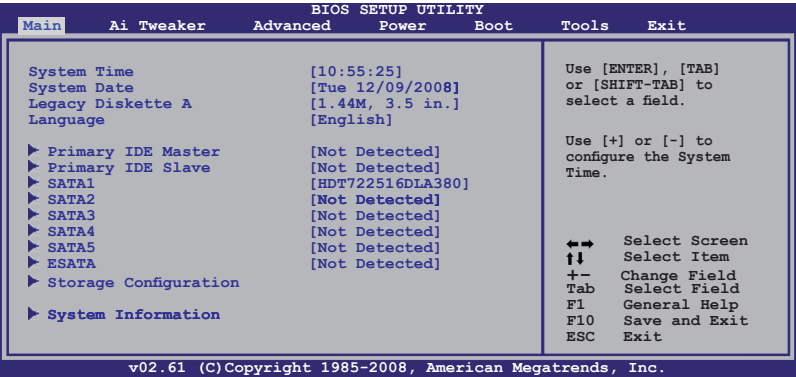 BIOS SETUP UTILITY
Main Ai Tweaker Advanced Power Boot Tools Exit
System Time [10:55:25]
System Date [Tue 12/09/2008]
Legacy Diskette A [1.44M, 3.5 in.]
Language [English]
Primary IDE Master [Not Detected]
Primary IDE Slave [Not Detected]
SATA1 [HDT722516DLA380]
SATA2 [Not Detected]
SATA3 [Not Detected]
SATA4 [Not Detected]
SATA5 [Not Detected]
ESATA [Not Detected]
Storage Configuration
System Information
Use [ENTER], [TAB]
or [SHIFT-TAB] to
select a field.
Use [+] or [-] to
configure the System
Time.
←→ Select Screen
↑↓ Select Item
+- Change Field
Tab Select Field
F1 General Help
F10 Save and Exit
ESC Exit
v02.61 (C)Copyright 1985-2008, American Megatrends, Inc.